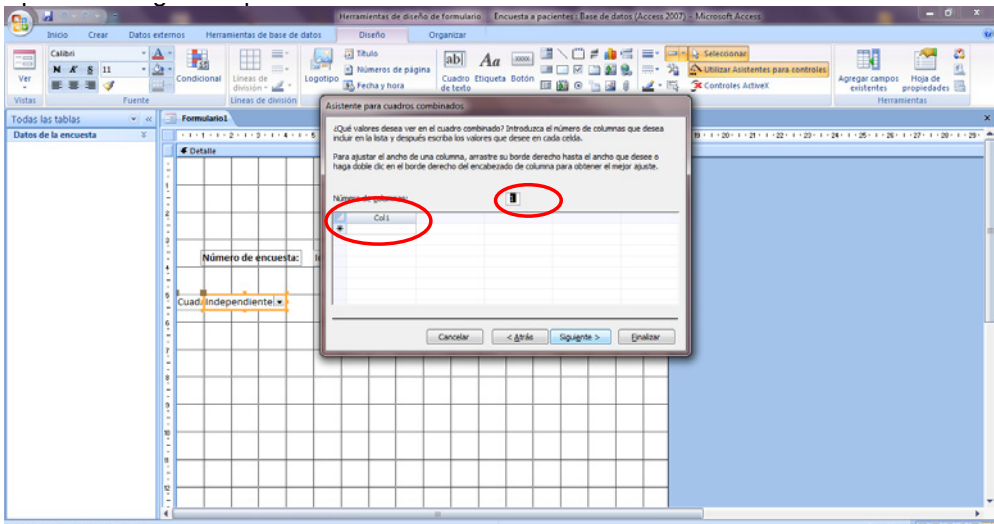 Herramientas de diseño de formulario Encuesta a pacientes : Base de datos (Access 2007) - Microsoft Access
Inicio Crear Datos externos Herramientas de base de datos Diseño Organizar
Ver
Vistas
Calibri
N K S 11
Fuente
Condicional
Líneas de división
Líneas de división
Logotipo
Título
Números de página
Fecha y hora
Cuadro de texto
Etiqueta
Botón
Seleccionar
Utilizar Asistentes para controles
Controles ActiveX
Agregar campos existentes
Hoja de propiedades
Herramientas
Todas las tablas
Datos de la encuesta
Formulario1
Detalle
Número de encuesta:
Independiente
Asistente para cuadros combinados
¿Qué valores desea ver en el cuadro combinado? Introduzca el número de columnas que desea
incluir en la lista y después escriba los valores que desee en cada celda.
Para ajustar el ancho de una columna, arrastre su borde derecho hasta el ancho que desee o
haga doble clic en el borde derecho del encabezado de columna para obtener el mejor ajuste.
Número de columnas:
Col1
Cancelar < Atrás Siguiente > Finalizar